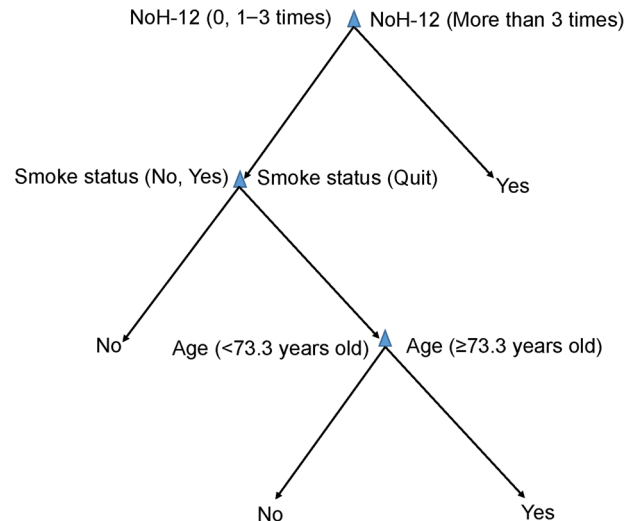 NoH-12 (0, 1–3 times)
NoH-12 (More than 3 times)
Smoke status (No, Yes)
Smoke status (Quit)
Yes
No
Age (<73.3 years old)
Age (≥73.3 years old)
No
Yes